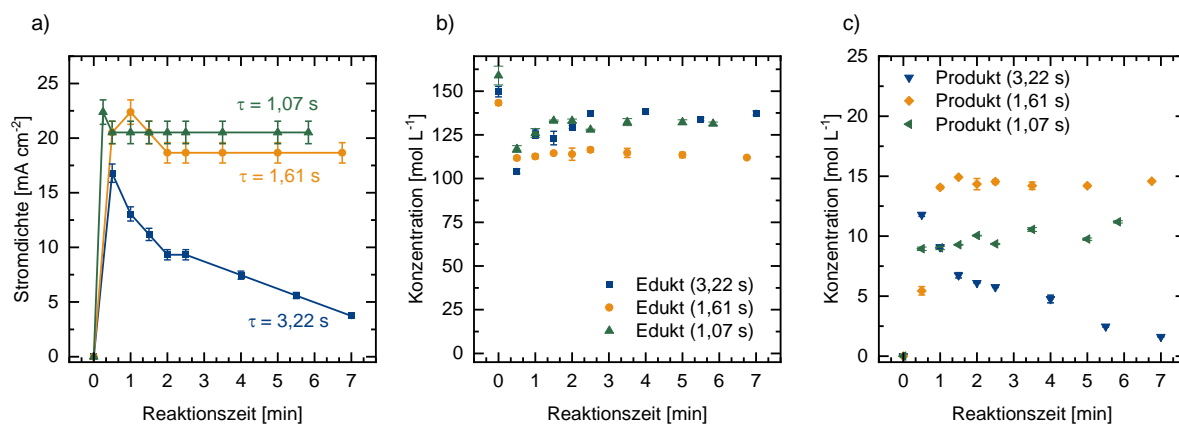 a)
b)
c)
Stromdichte [mA cm-2]
25
20
15
10
5
0
τ = 1,07 s
τ = 1,61 s
τ = 3,22 s
0 1 2 3 4 5 6 7
Reaktionszeit [min]
Konzentration [mol L-1]
150
125
100
75
50
25
0
Edukt (3,22 s)
Edukt (1,61 s)
Edukt (1,07 s)
0 1 2 3 4 5 6 7
Reaktionszeit [min]
Konzentration [mol L-1]
25
20
15
10
5
0
Produkt (3,22 s)
Produkt (1,61 s)
Produkt (1,07 s)
0 1 2 3 4 5 6 7
Reaktionszeit [min]